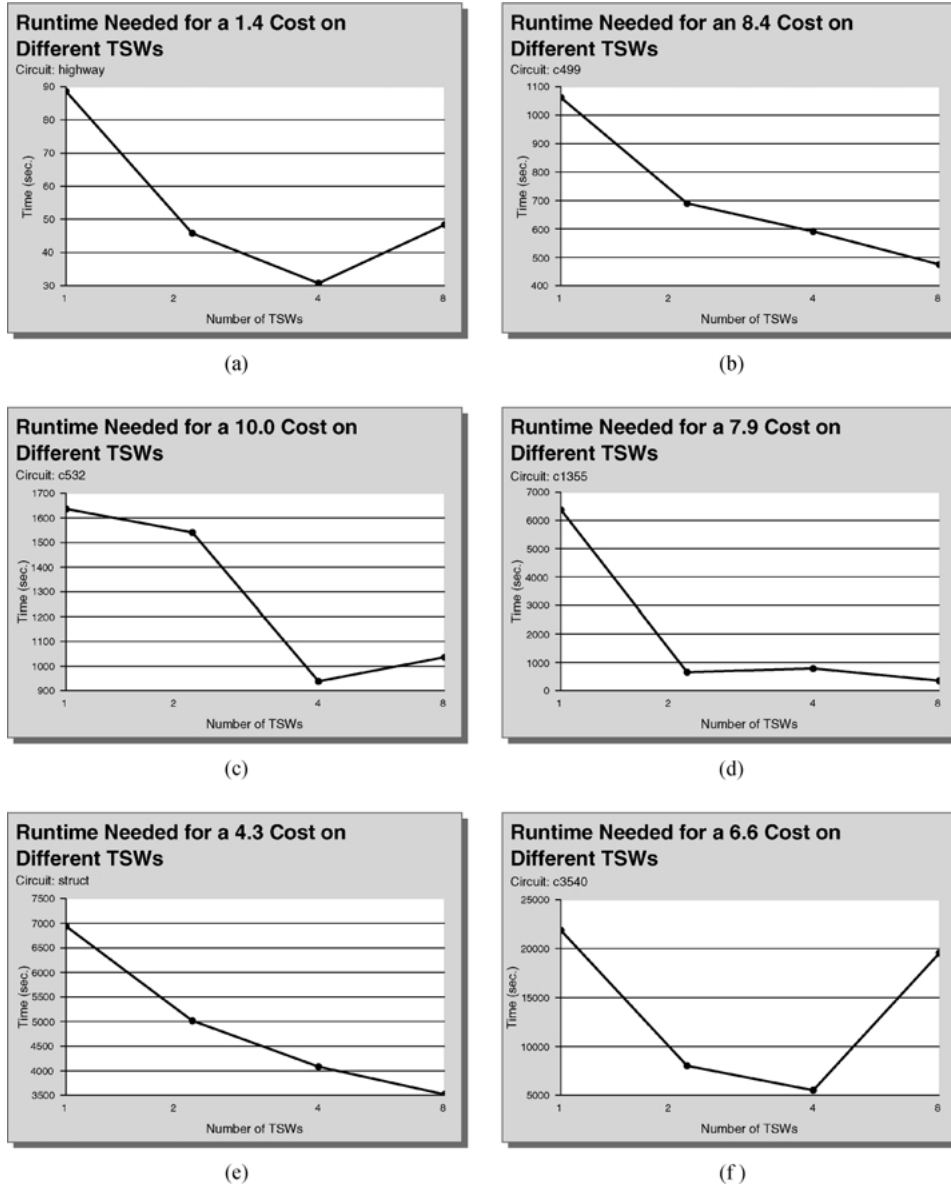 Runtime Needed for a 1.4 Cost on
Different TSWs
Circuit: highway
90
80
70
60
50
40
30
Time (sec.)
1 2 4 8
Number of TSWs
(a)
Runtime Needed for an 8.4 Cost on
Different TSWs
Circuit: c499
1100
1000
900
800
700
600
500
400
Time (sec.)
1 2 4 8
Number of TSWs
(b)
Runtime Needed for a 10.0 Cost on
Different TSWs
Circuit: c532
1700
1600
1500
1400
1300
1200
1100
1000
900
Time (sec.)
1 2 4 8
Number of TSWs
(c)
Runtime Needed for a 7.9 Cost on
Different TSWs
Circuit: c1355
7000
6000
5000
4000
3000
2000
1000
0
Time (sec.)
1 2 4 8
Number of TSWs
(d)
Runtime Needed for a 4.3 Cost on
Different TSWs
Circuit: struct
7500
7000
6500
6000
5500
5000
4500
4000
3500
Time (sec.)
1 2 4 8
Number of TSWs
(e)
Runtime Needed for a 6.6 Cost on
Different TSWs
Circuit: c3540
25000
20000
15000
10000
5000
Time (sec.)
1 2 4 8
Number of TSWs
(f)